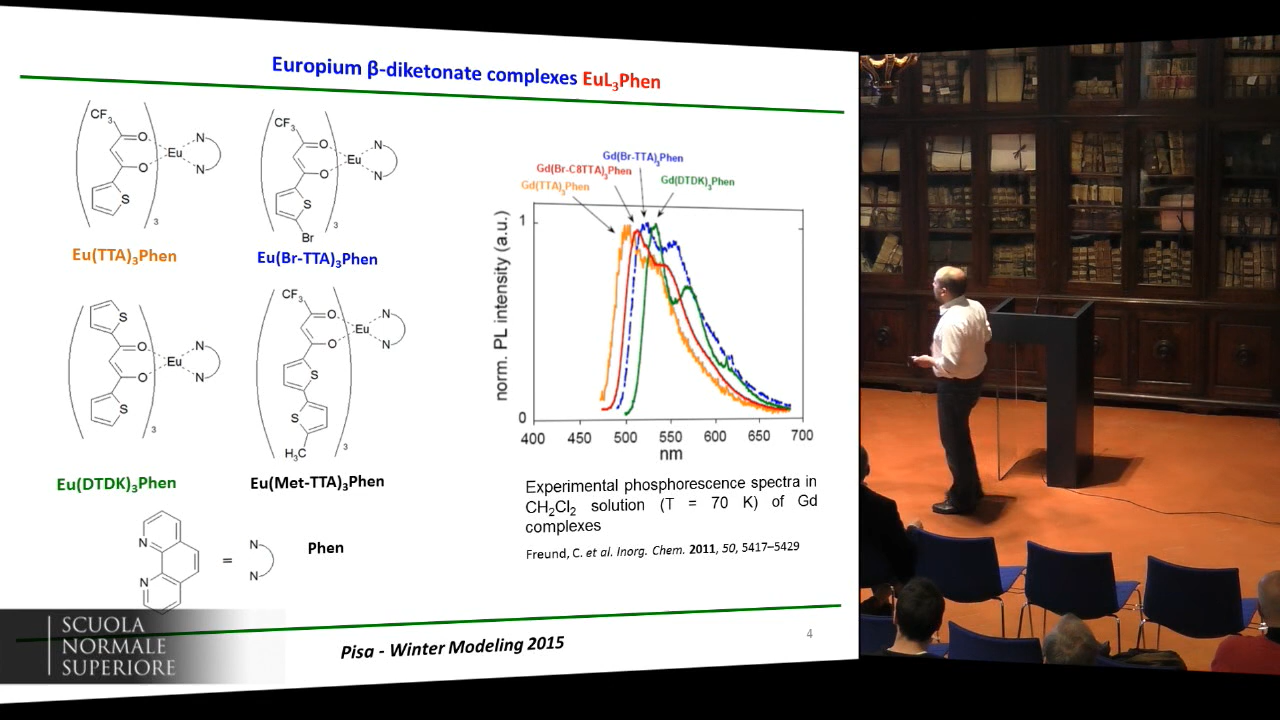 Europium β-diketonate complexes EuL₃Phen
CF₃
O
O
Eu
N
N
S
3
Eu(TTA)₃Phen
CF₃
O
O
Eu
N
N
S
Br
3
Eu(Br-TTA)₃Phen
S
O
O
Eu
N
N
S
3
Eu(DTDK)₃Phen
CF₃
O
O
Eu
N
N
S
S
H₃C
3
Eu(Met-TTA)₃Phen
N
N
=
N
N
Phen
Gd(Br-TTA)₃Phen
Gd(Br-C8TTA)₃Phen
Gd(DTDK)₃Phen
Gd(TTA)₃Phen
norm. PL intensity (a.u.)
1
0
400 450 500 550 600 650 700
nm
Experimental phosphorescence spectra in
CH₂Cl₂ solution (T = 70 K) of Gd
complexes
Freund, C. et al. Inorg. Chem. 2011, 50, 5417–5429
4
Pisa - Winter Modeling 2015
SCUOLA
NORMALE
SUPERIORE